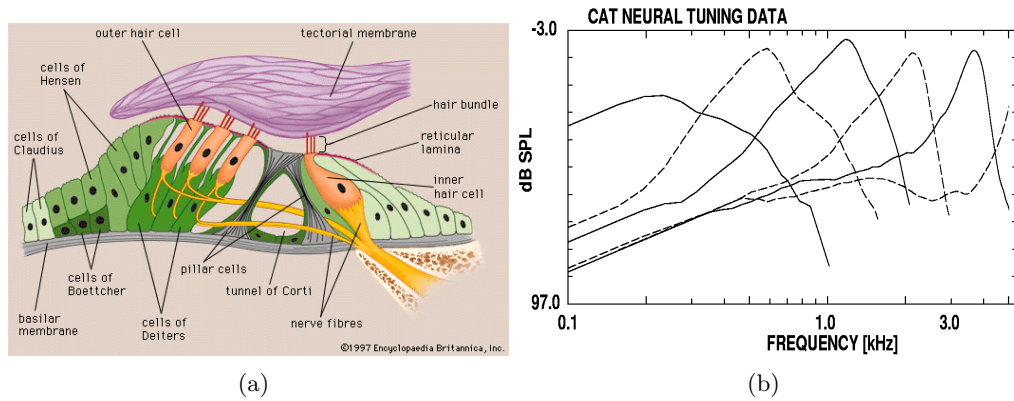 outer hair cell
tectorial membrane
cells of
Hensen
hair bundle
cells of
Claudius
reticular
lamina
inner
hair cell
pillar cells
cells of
Boettcher
tunnel of Corti
basilar
membrane
cells of
Deiters
nerve fibres
©1997 Encyclopaedia Britannica, Inc.
(a)
CAT NEURAL TUNING DATA
-3.0
dB SPL
97.0
0.1
1.0
3.0
5.0
FREQUENCY [kHz]
(b)